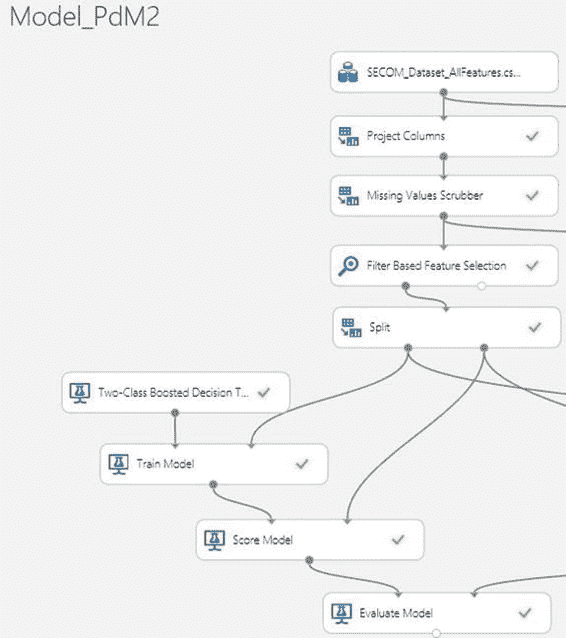 Model_PdM2
SECOM_Dataset_AllFeatures.cs...
Project Columns
Missing Values Scrubber
Filter Based Feature Selection
Split
Two-Class Boosted Decision T...
Train Model
Score Model
Evaluate Model